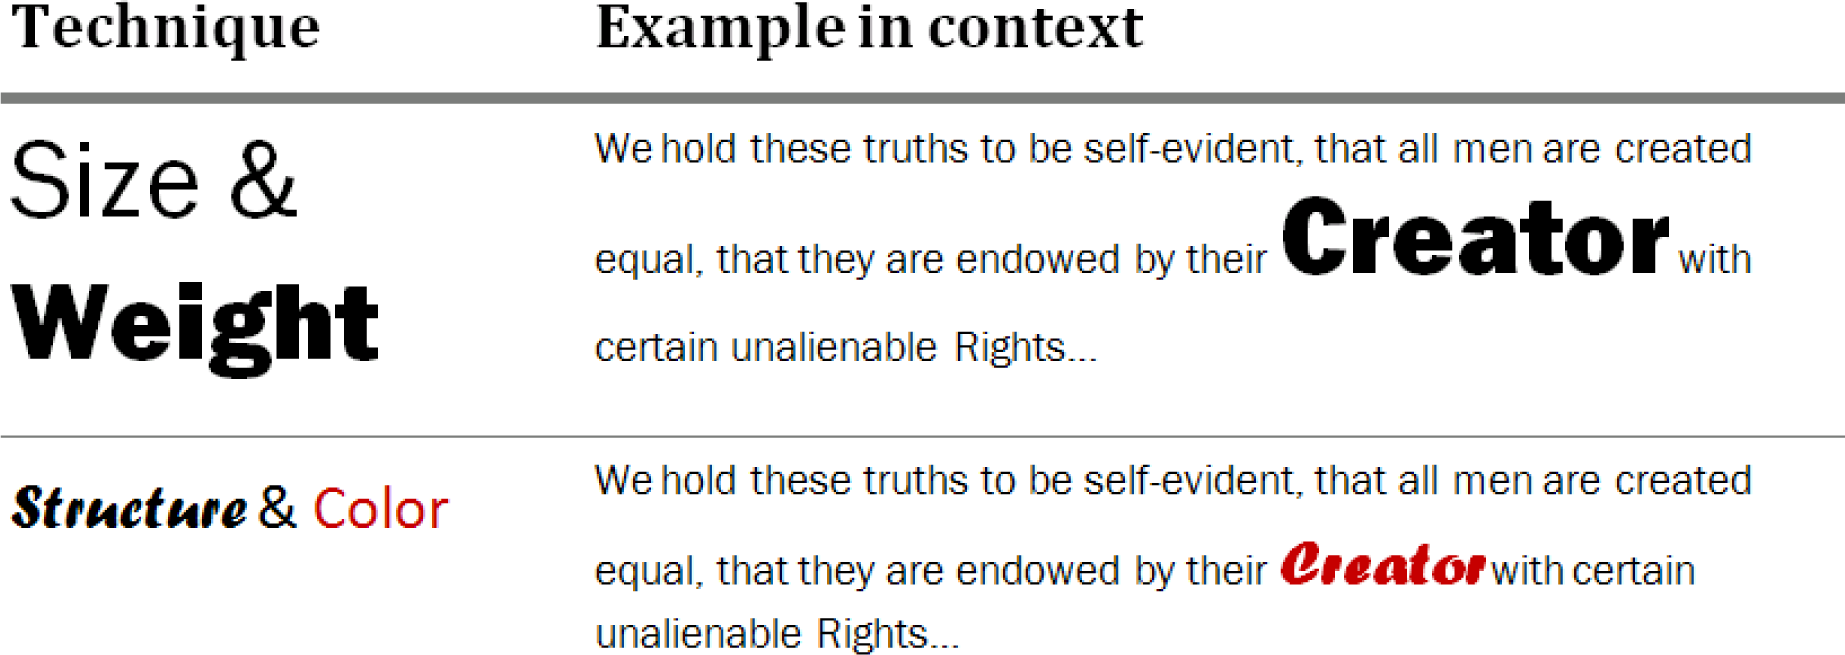 Technique
Example in context
Size &
Weight
We hold these truths to be self-evident, that all men are created
equal, that they are endowed by their Creator with
certain unalienable Rights...
Structure & Color
We hold these truths to be self-evident, that all men are created
equal, that they are endowed by their Creator with certain
unalienable Rights...